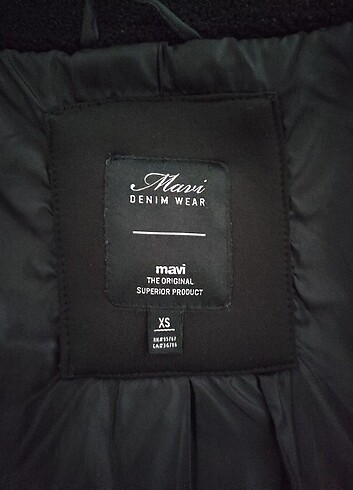 Mavi
DENIM WEAR
mavi
THE ORIGINAL
SUPERIOR PRODUCT
XS